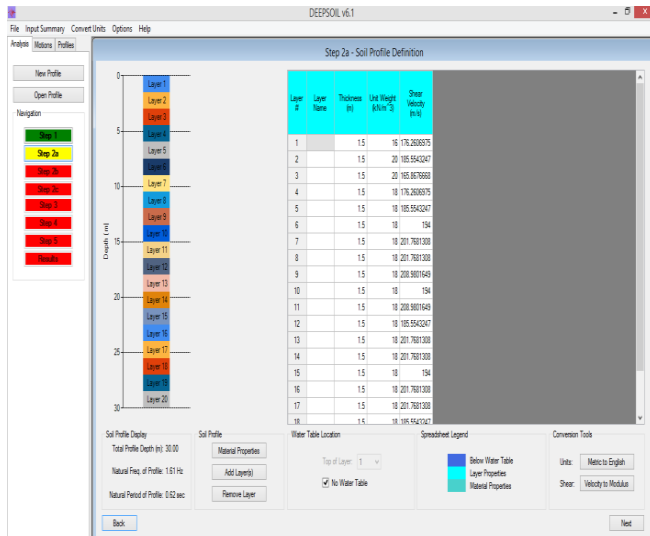 DEEPSOIL v6.1
File Input Summary Convert Units Options Help
Analysis Motions Profiles
Step 2a - Soil Profile Definition
New Profile
Open Profile
Navigation
Step 1
Step 2a
Step 2b
Step 2c
Step 3
Step 4
Step 5
Results
Depth (m)
0
5
10
15
20
25
30
Layer 1
Layer 2
Layer 3
Layer 4
Layer 5
Layer 6
Layer 7
Layer 8
Layer 9
Layer 10
Layer 11
Layer 12
Layer 13
Layer 14
Layer 15
Layer 16
Layer 17
Layer 18
Layer 19
Layer 20
Layer # Layer Name Thickness (m) Unit Weight (kN/m^3) Shear Velocity (m/s)
1 1.5 16 176.2606975
2 1.5 20 185.5543247
3 1.5 20 165.8676668
4 1.5 18 176.2606975
5 1.5 18 185.5543247
6 1.5 18 194
7 1.5 18 201.7681308
8 1.5 18 201.7681308
9 1.5 18 208.9801649
10 1.5 18 194
11 1.5 18 208.9801649
12 1.5 18 185.5543247
13 1.5 18 201.7681308
14 1.5 18 201.7681308
15 1.5 18 194
16 1.5 18 201.7681308
17 1.5 18 201.7681308
18 1.5 18 185.5543247
Soil Profile Display
Total Profile Depth (m): 30.00
Natural Freq. of Profile: 1.61 Hz
Natural Period of Profile: 0.62 sec
Soil Profile
Material Properties
Add Layer(s)
Remove Layer
Water Table Location
Top of Layer: 1
No Water Table
Spreadsheet Legend
Below Water Table
Layer Properties
Material Properties
Conversion Tools
Units: Metric to English
Shear: Velocity to Modulus
Back
Next